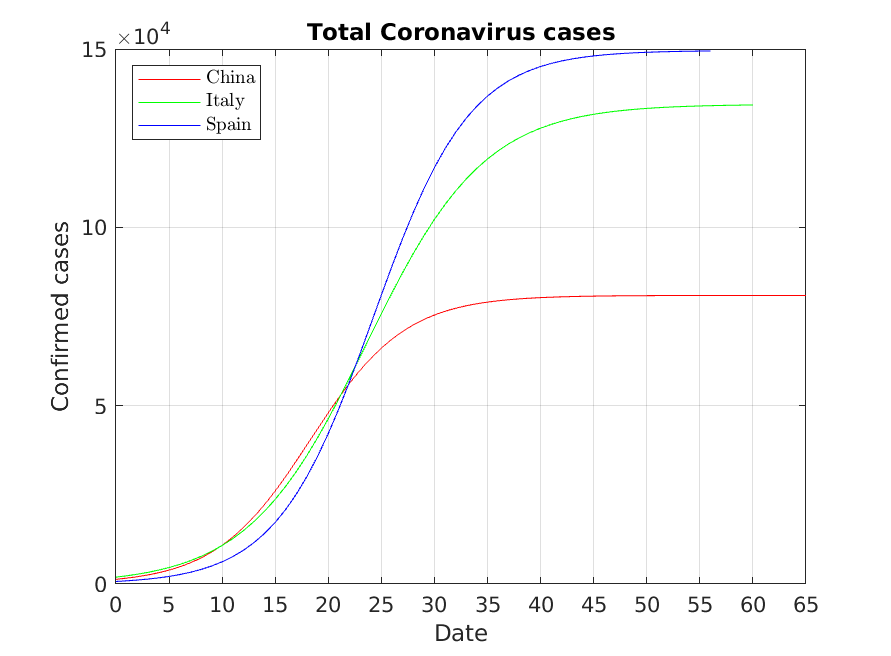 Total Coronavirus cases
×10⁴
China
Italy
Spain
15
10
5
0
Confirmed cases
0 5 10 15 20 25 30 35 40 45 50 55 60 65
Date